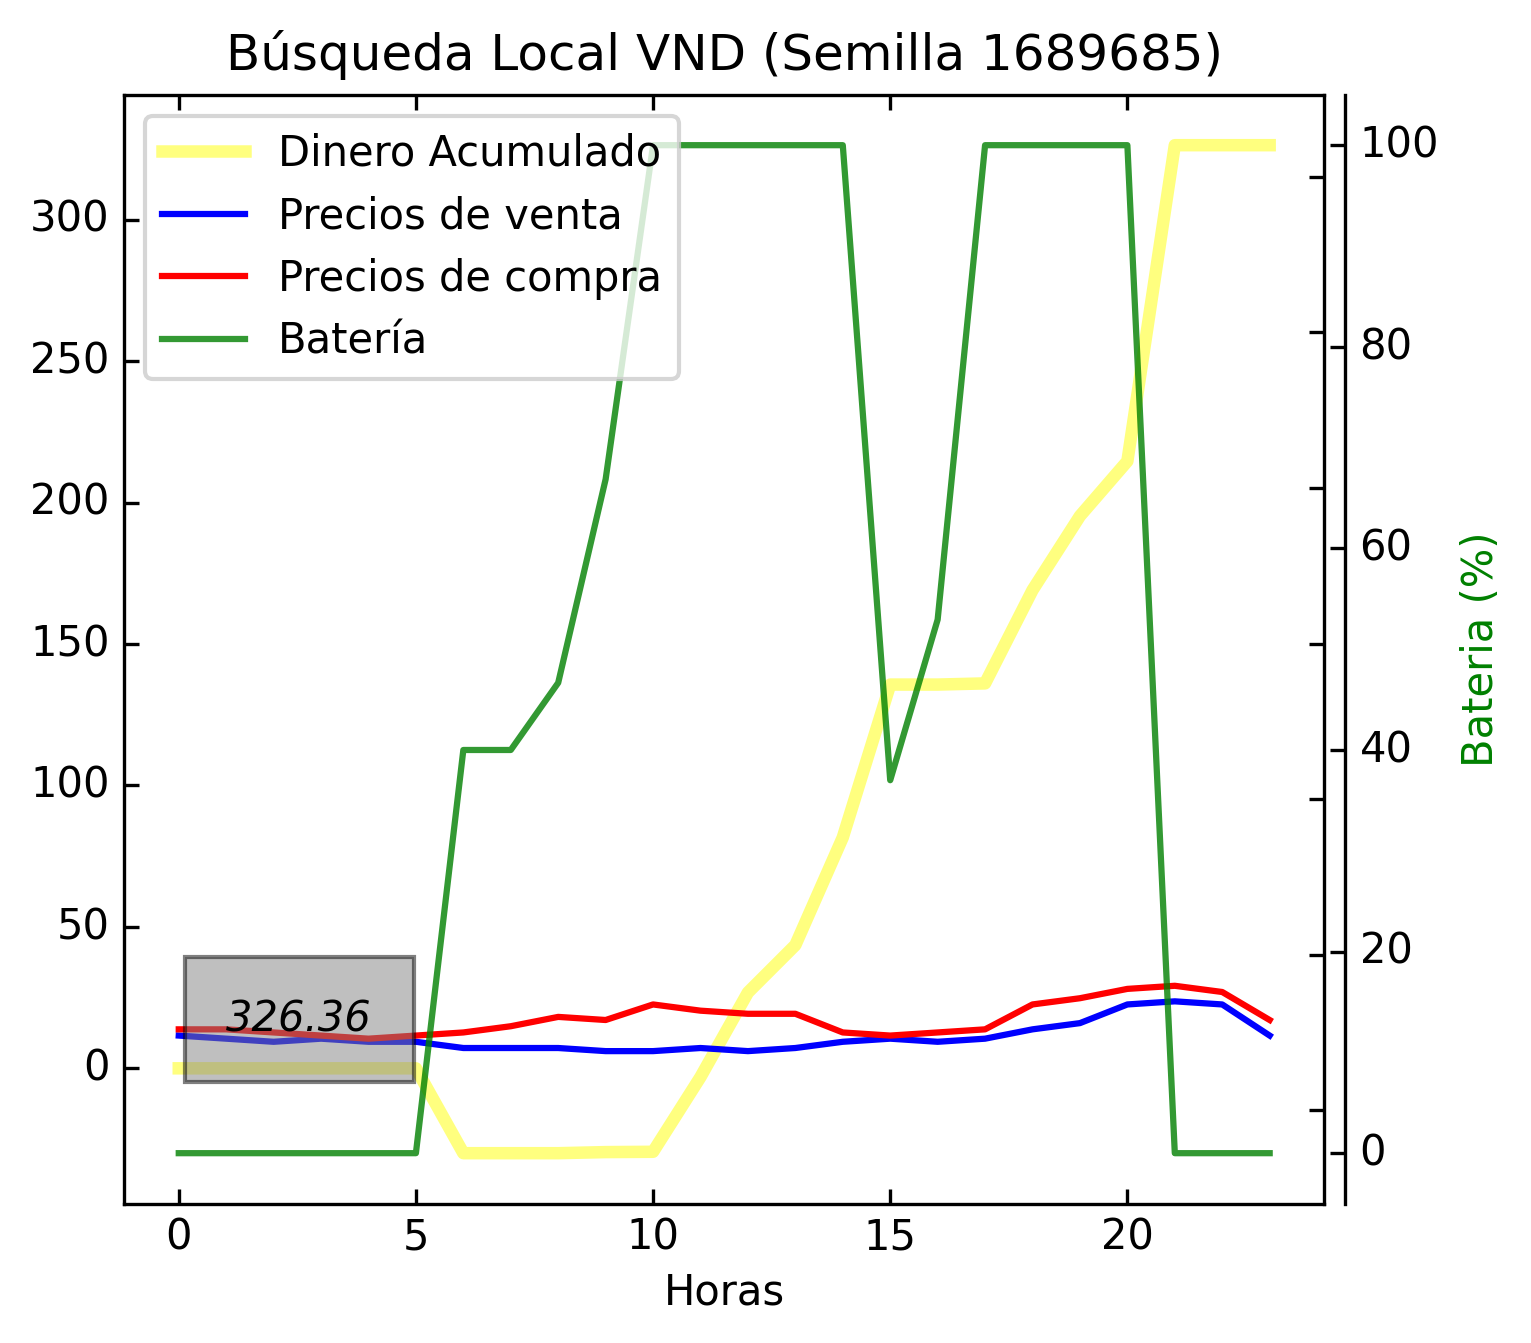 Búsqueda Local VND (Semilla 1689685)
Dinero Acumulado
Precios de venta
Precios de compra
Batería
300
250
200
150
100
50
0
326.36
100
80
60
40
20
0
Bateria (%)
0 5 10 15 20
Horas